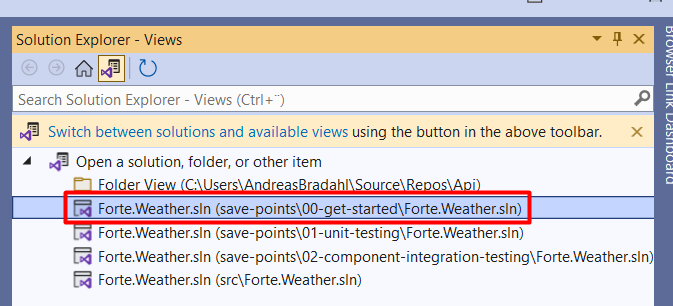 Solution Explorer - Views
Search Solution Explorer - Views (Ctrl+¨)
Switch between solutions and available views using the button in the above toolbar.
Open a solution, folder, or other item
Folder View (C:\Users\AndreasBradahl\Source\Repos\Api)
Forte.Weather.sln (save-points\00-get-started\Forte.Weather.sln)
Forte.Weather.sln (save-points\01-unit-testing\Forte.Weather.sln)
Forte.Weather.sln (save-points\02-component-integration-testing\Forte.Weather.sln)
Forte.Weather.sln (src\Forte.Weather.sln)
Browser Link Dashboard